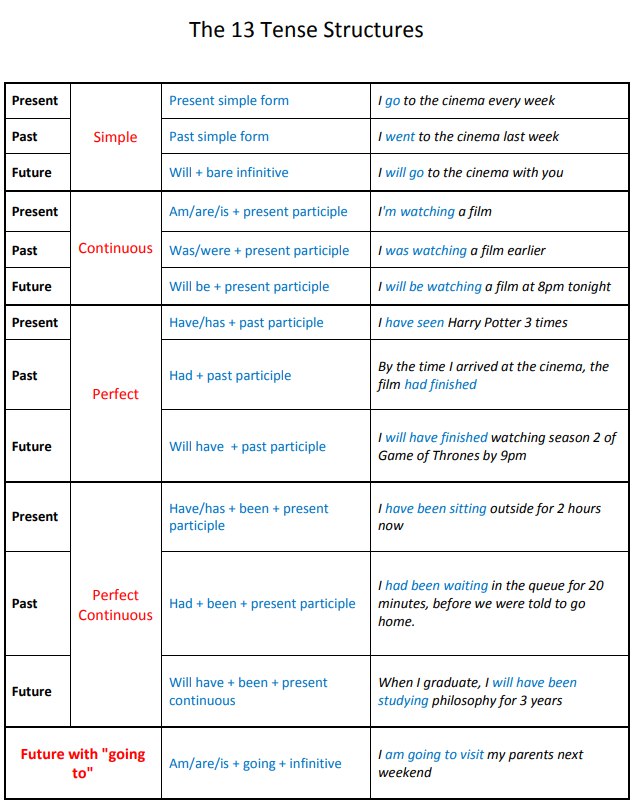 The 13 Tense Structures
Present
Simple
Present simple form
I go to the cinema every week
Past
Past simple form
I went to the cinema last week
Future
Will + bare infinitive
I will go to the cinema with you
Present
Continuous
Am/are/is + present participle
I'm watching a film
Past
Was/were + present participle
I was watching a film earlier
Future
Will be + present participle
I will be watching a film at 8pm tonight
Present
Perfect
Have/has + past participle
I have seen Harry Potter 3 times
Past
Had + past participle
By the time I arrived at the cinema, the
film had finished
Future
Will have  + past participle
I will have finished watching season 2 of
Game of Thrones by 9pm
Present
Perfect
Continuous
Have/has + been + present
participle
I have been sitting outside for 2 hours
now
Past
Had + been + present participle
I had been waiting in the queue for 20
minutes, before we were told to go
home.
Future
Will have + been + present
continuous
When I graduate, I will have been
studying philosophy for 3 years
Future with "going
to"
Am/are/is + going + infinitive
I am going to visit my parents next
weekend